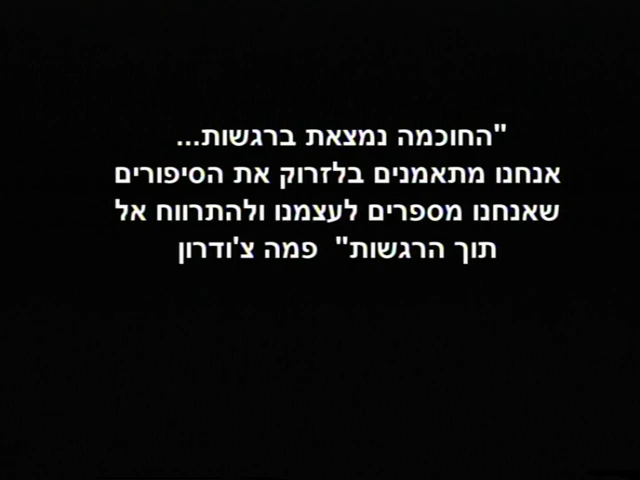 "החוכמה נמצאת ברגשות...
אנחנו מתאמנים בלזרוק את הסיפורים
שאנחנו מספרים לעצמנו ולהתרווח אל
תוך הרגשות"  פמה צ'ודרון